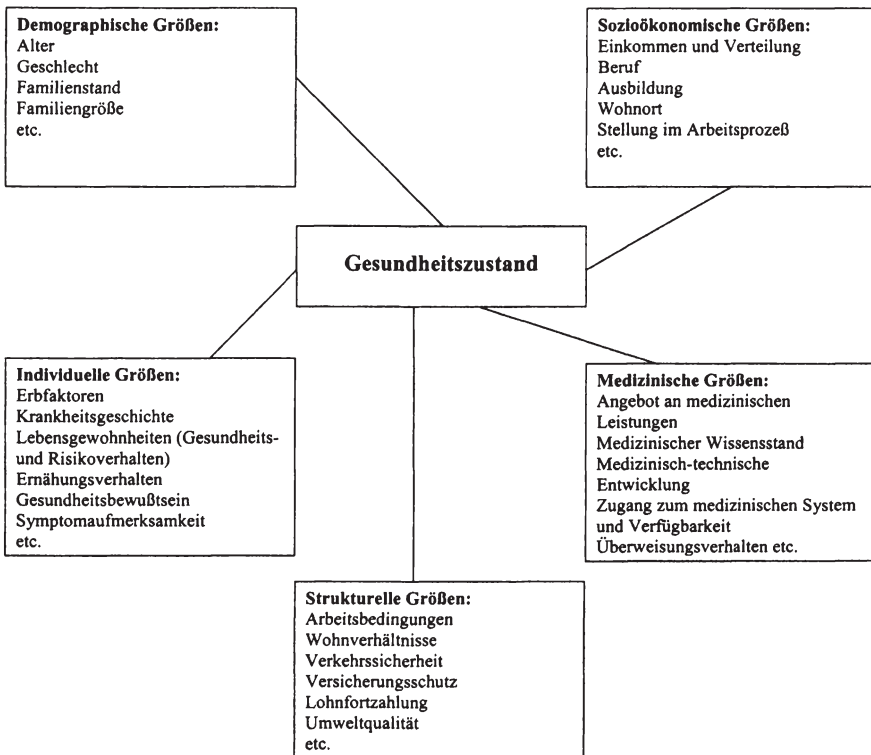 Demographische Größen:
Alter
Geschlecht
Familienstand
Familiengröße
etc.
Sozioökonomische Größen:
Einkommen und Verteilung
Beruf
Ausbildung
Wohnort
Stellung im Arbeitsprozeß
etc.
Gesundheitszustand
Individuelle Größen:
Erbfaktoren
Krankheitsgeschichte
Lebensgewohnheiten (Gesundheits-
und Risikoverhalten)
Ernähungsverhalten
Gesundheitsbewußtsein
Symptomaufmerksamkeit
etc.
Medizinische Größen:
Angebot an medizinischen
Leistungen
Medizinischer Wissensstand
Medizinisch-technische
Entwicklung
Zugang zum medizinischen System
und Verfügbarkeit
Überweisungsverhalten etc.
Strukturelle Größen:
Arbeitsbedingungen
Wohnverhältnisse
Verkehrssicherheit
Versicherungsschutz
Lohnfortzahlung
Umweltqualität
etc.